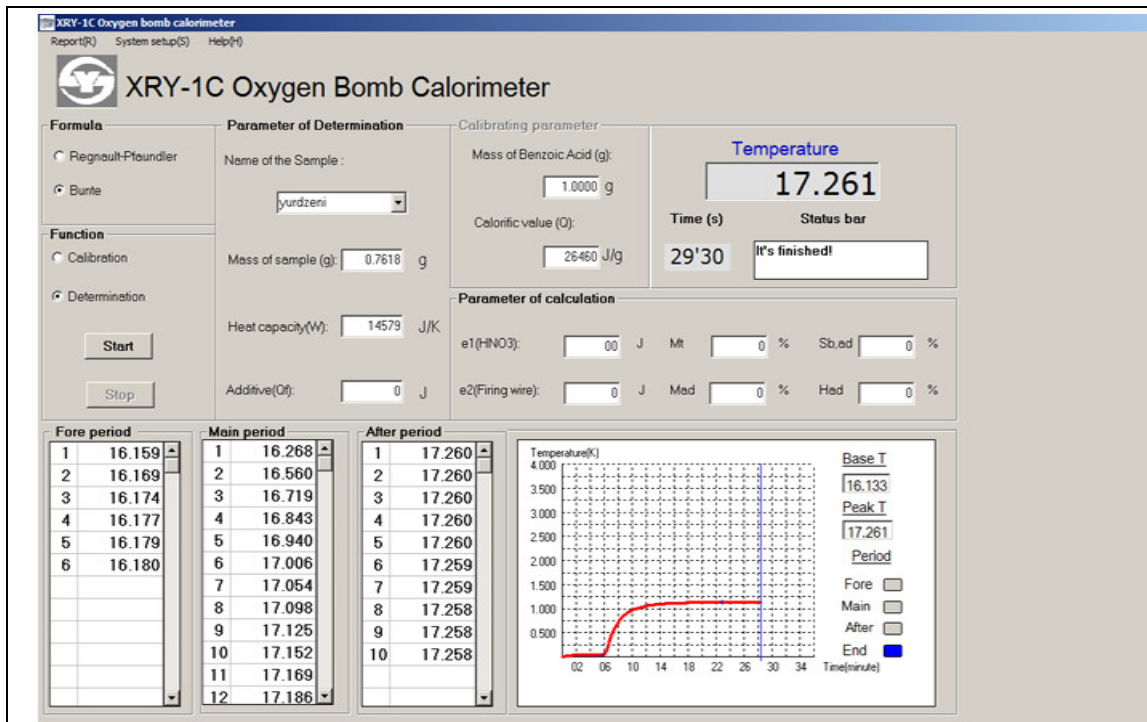 XRY-1C Oxygen bomb calorimeter
Report(R) System setup(S) Help(H)
XRY-1C Oxygen Bomb Calorimeter
Formula
Regnault-Pfaundler
Bunte
Function
Calibration
Determination
Start
Stop
Parameter of Determination
Name of the Sample :
yurdzeni
Mass of sample (g): 0.7618 g
Heat capacity(W): 14579 J/K
Additive(Qf): 0 J
Calibrating parameter
Mass of Benzoic Acid (g):
1.0000 g
Calorific value (Q):
26460 J/g
Temperature
17.261
Time (s) Status bar
29'30 It's finished!
Parameter of calculation
e1(HNO3): 00 J Mt 0 % Sb,ad 0 %
e2(Firing wire): 0 J Mad 0 % Had 0 %
Fore period
1 16.159
2 16.169
3 16.174
4 16.177
5 16.179
6 16.180
Main period
1 16.268
2 16.560
3 16.719
4 16.843
5 16.940
6 17.006
7 17.054
8 17.098
9 17.125
10 17.152
11 17.169
12 17.186
After period
1 17.260
2 17.260
3 17.260
4 17.260
5 17.260
6 17.259
7 17.259
8 17.258
9 17.258
10 17.258
Temperature(K)
4.000
3.500
3.000
2.500
2.000
1.500
1.000
0.500
02 06 10 14 18 22 26 30 34 Time(minute)
Base T
16.133
Peak T
17.261
Period
Fore
Main
After
End